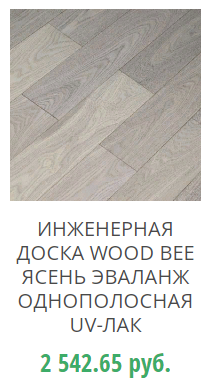 ИНЖЕНЕРНАЯ
ДОСКА WOOD BEE
ЯСЕНЬ ЭВАЛАНЖ
ОДНОПОЛОСНАЯ
UV-ЛАК
2 542.65 руб.